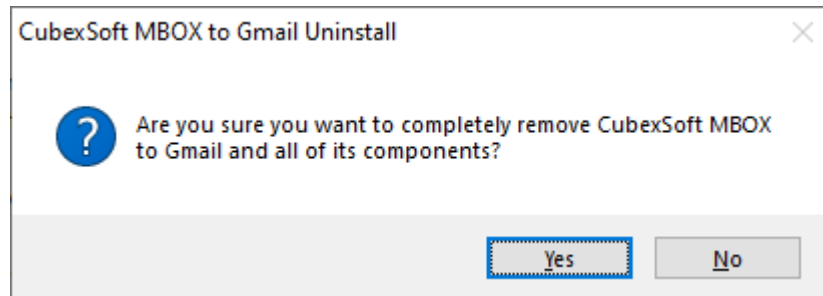 CubexSoft MBOX to Gmail Uninstall
?
Are you sure you want to completely remove CubexSoft MBOX
to Gmail and all of its components?
Yes
No